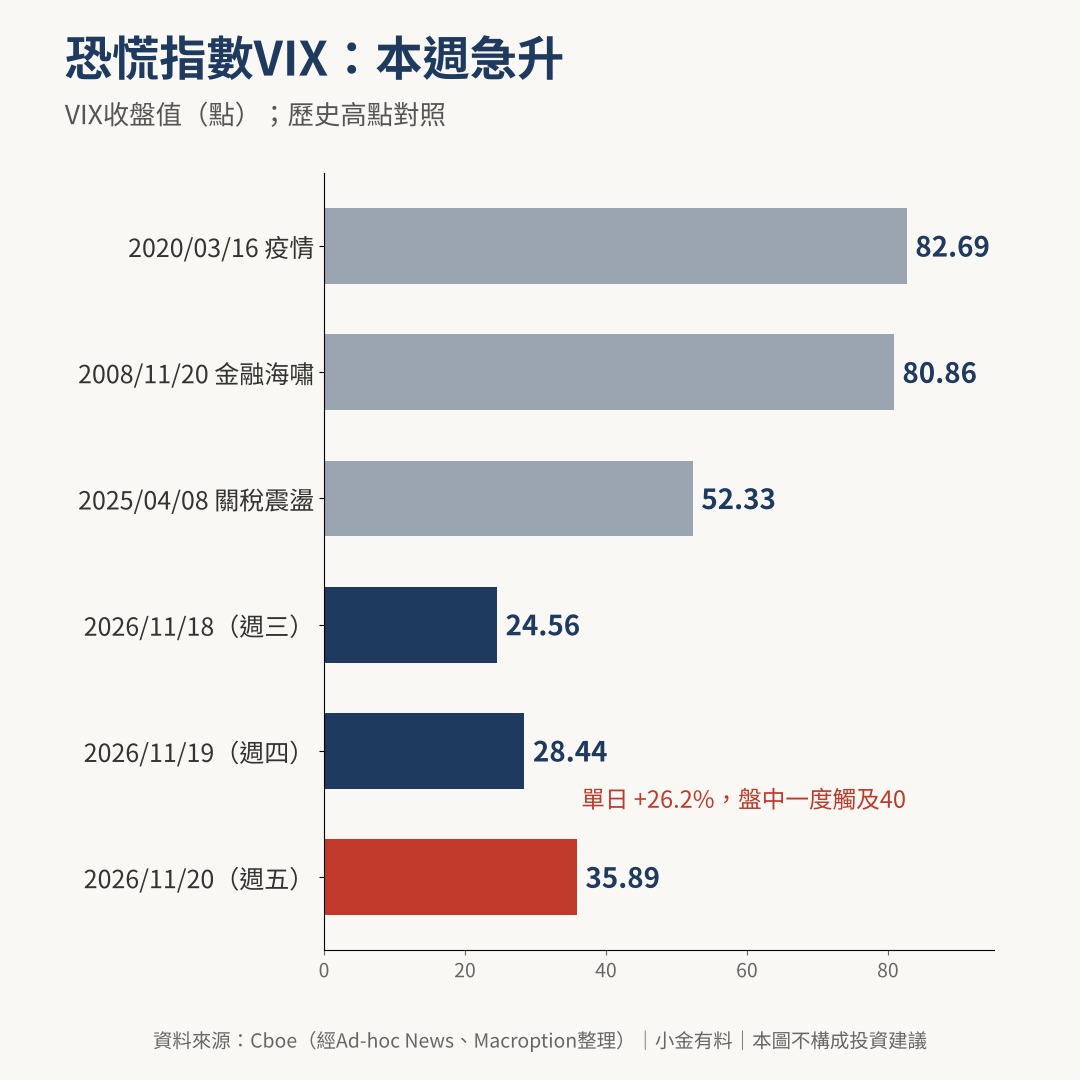 恐慌指數VIX：本週急升
VIX收盤值（點）；歷史高點對照
2020/03/16 疫情
82.69
2008/11/20 金融海嘯
80.86
2025/04/08 關稅震盪
52.33
2026/11/18（週三）
24.56
2026/11/19（週四）
28.44
單日 +26.2%，盤中一度觸及40
2026/11/20（週五）
35.89
0 20 40 60 80
資料來源：Cboe（經Ad-hoc News、Macroption整理）｜小金有料｜本圖不構成投資建議